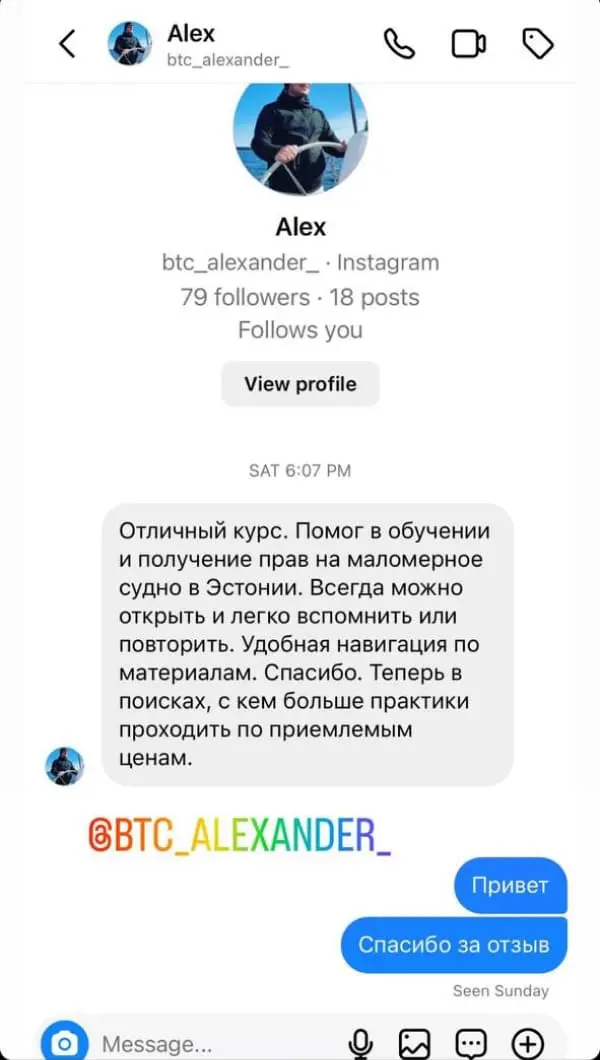 Alex
btc_alexander_
Alex
btc_alexander_ · Instagram
79 followers · 18 posts
Follows you
View profile
SAT 6:07 PM
Отличный курс. Помог в обучении
и получение прав на маломерное
судно в Эстонии. Всегда можно
открыть и легко вспомнить или
повторить. Удобная навигация по
материалам. Спасибо. Теперь в
поисках, с кем больше практики
проходить по приемлемым
ценам.
@BTC_ALEXANDER_
Привет
Спасибо за отзыв
Seen Sunday
Message...